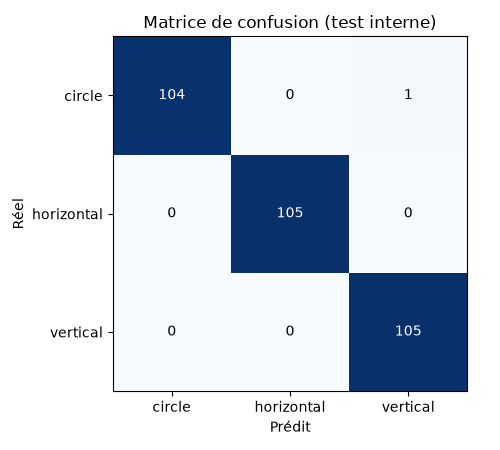 Matrice de confusion (test interne)
circle 104 0 1
horizontal 0 105 0
vertical 0 0 105
Réel
circle horizontal vertical
Prédit